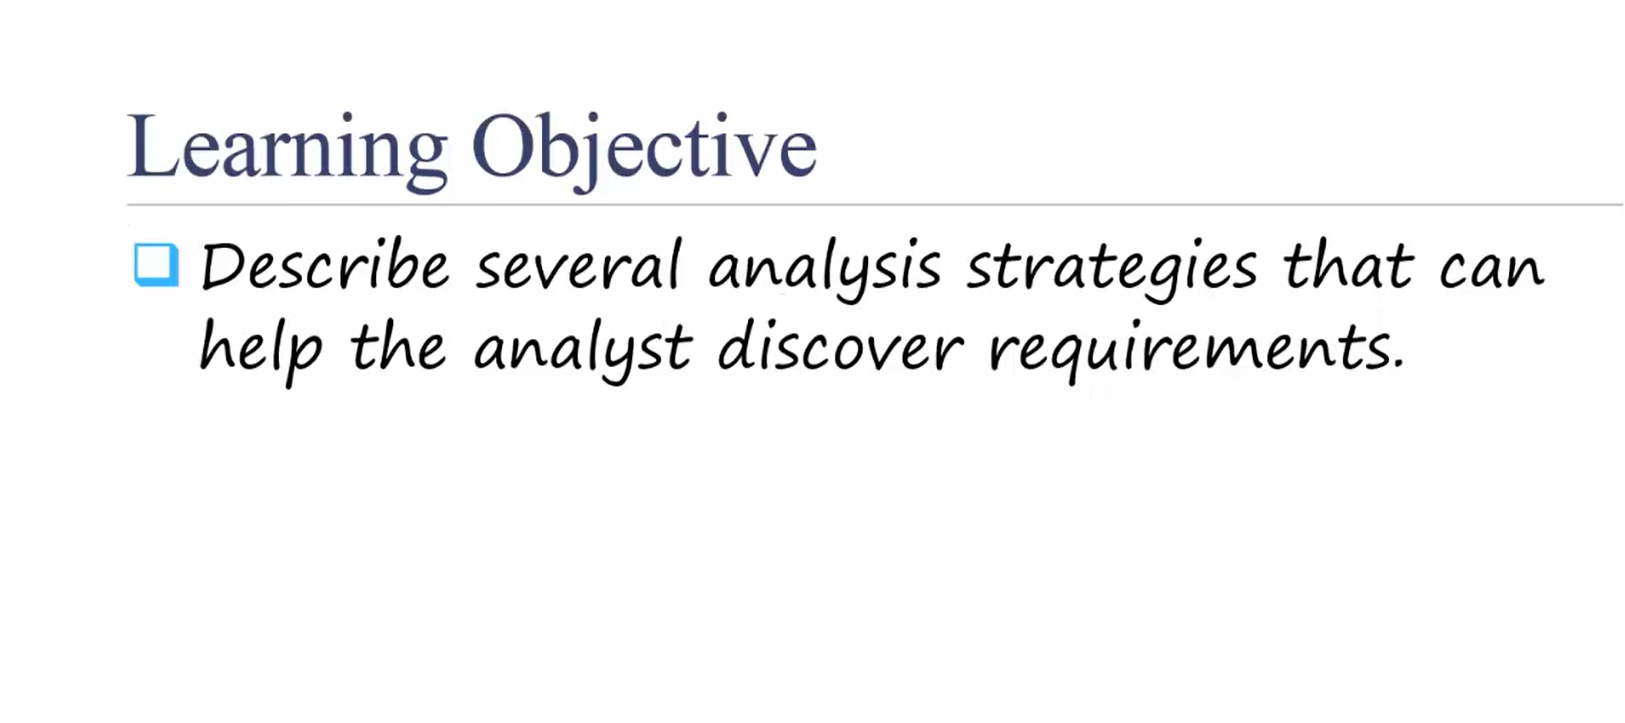 Learning Objective
Describe several analysis strategies that can
help the analyst discover requirements.